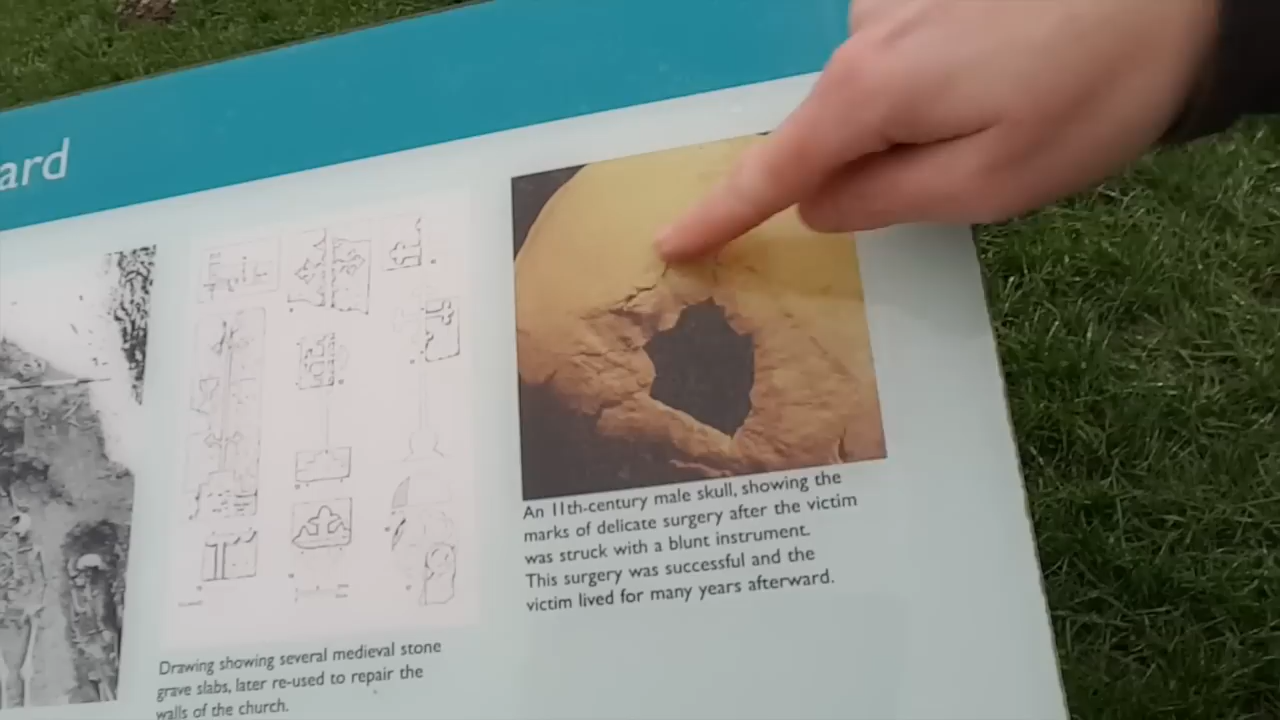 ard
An 11th-century male skull, showing the
marks of delicate surgery after the victim
was struck with a blunt instrument.
This surgery was successful and the
victim lived for many years afterward.
Drawing showing several medieval stone
grave slabs, later re-used to repair the
walls of the church.